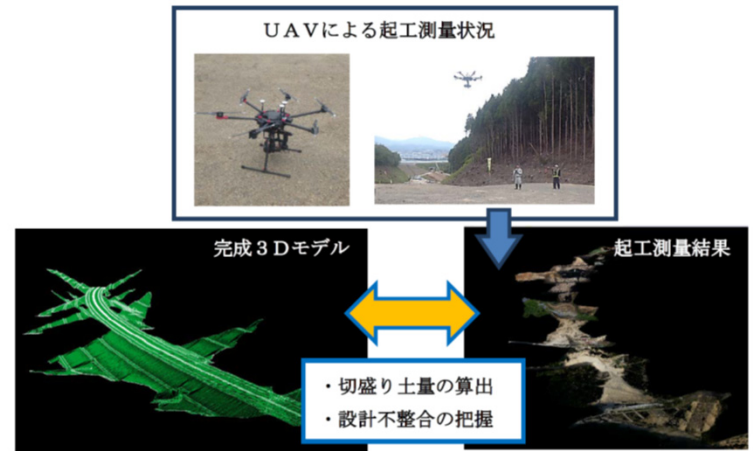 ＵＡＶによる起工測量状況
完成３Ｄモデル
起工測量結果
・切盛り土量の算出
・設計不整合の把握